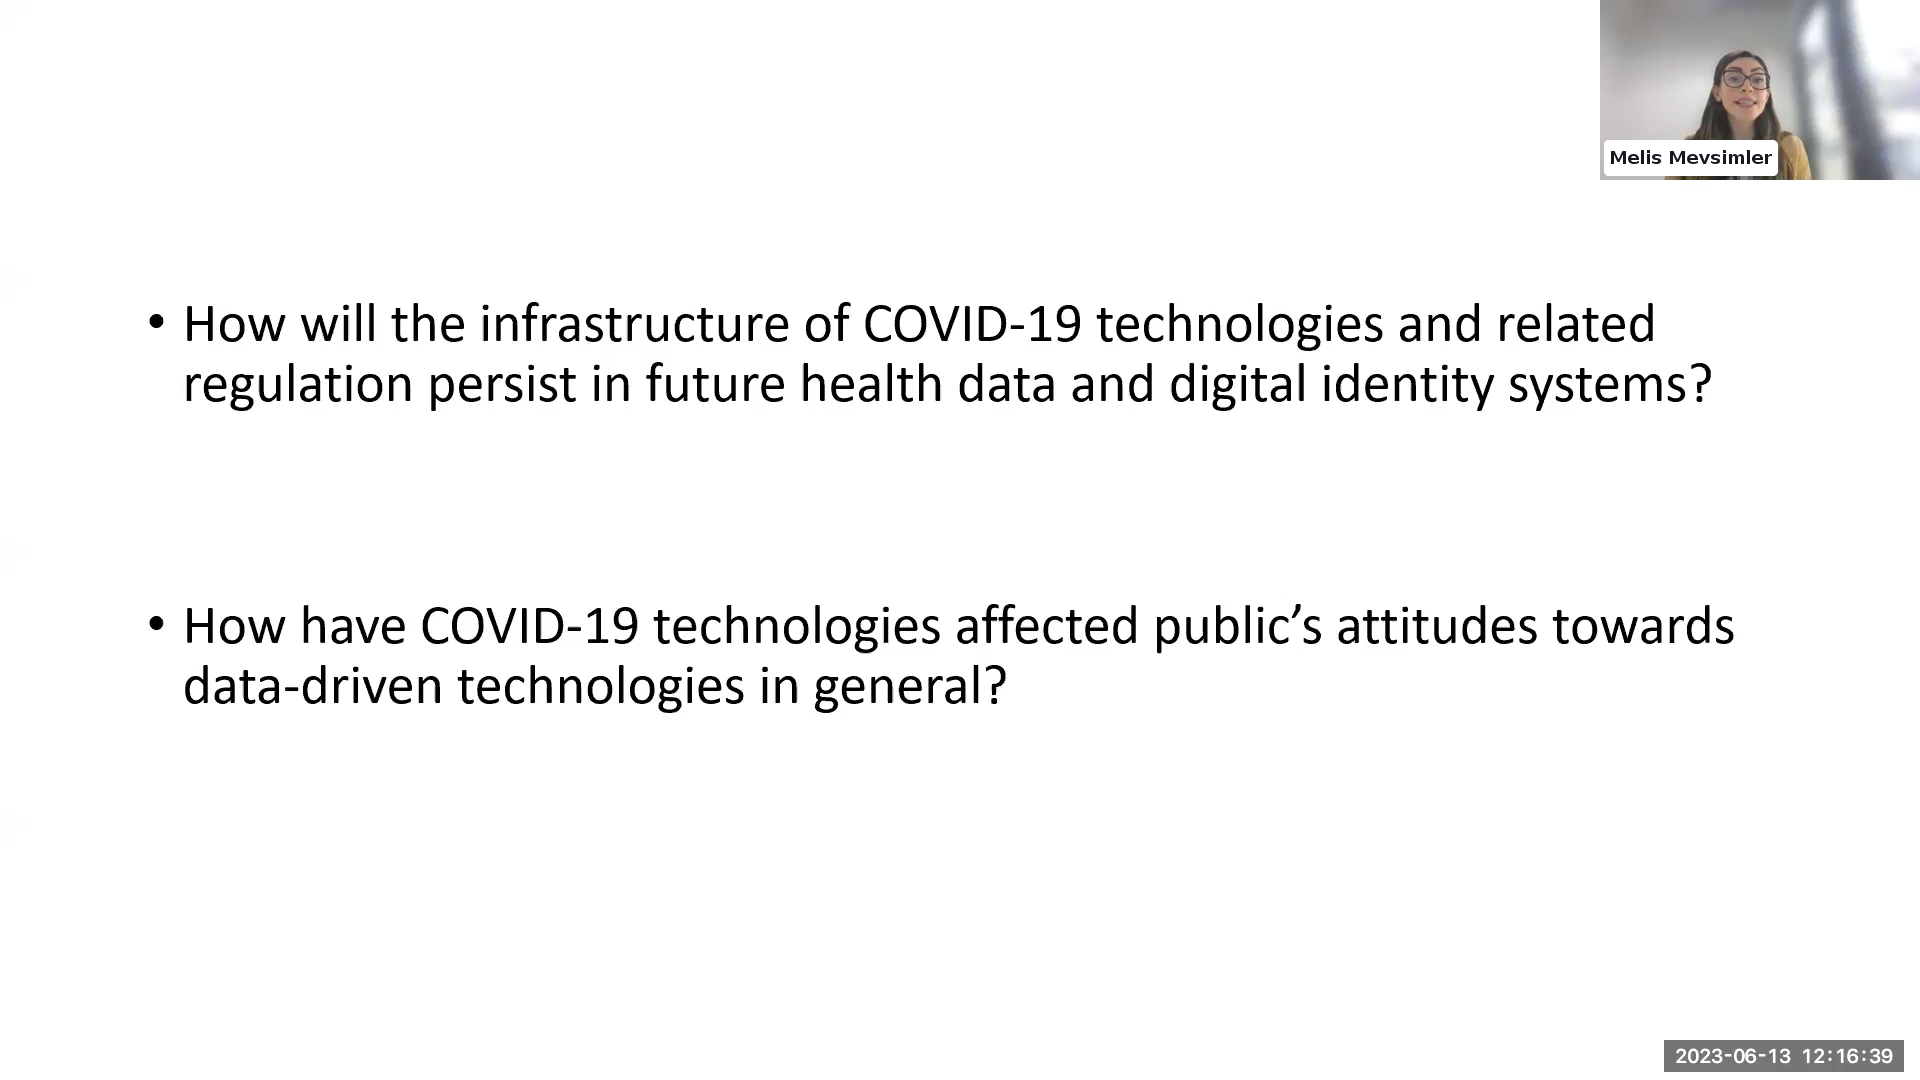 Melis Mevsimler
• How will the infrastructure of COVID-19 technologies and related
regulation persist in future health data and digital identity systems?
• How have COVID-19 technologies affected public’s attitudes towards
data-driven technologies in general?
2023-06-13 12:16:39